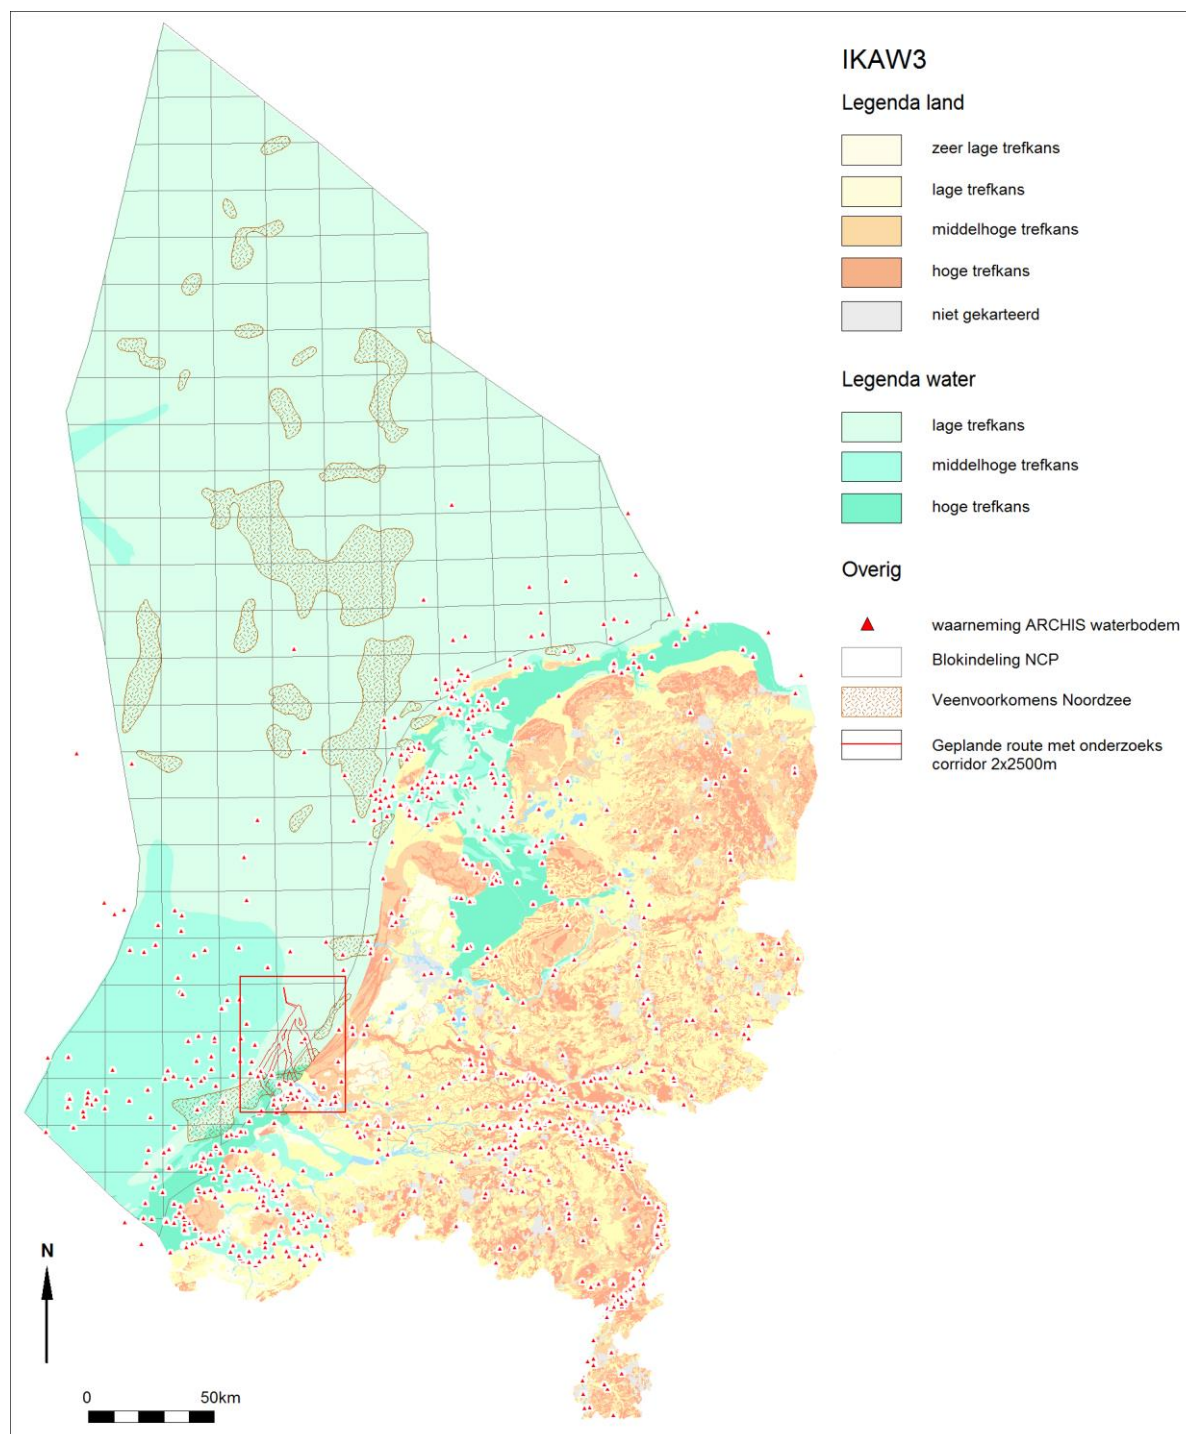 IKAW3
Legenda land
zeer lage trefkans
lage trefkans
middelhoge trefkans
hoge trefkans
niet gekarteerd
Legenda water
lage trefkans
middelhoge trefkans
hoge trefkans
Overig
waarneming ARCHIS waterbodem
Blokindeling NCP
Veenvoorkomens Noordzee
Geplande route met onderzoeks
corridor 2x2500m
N
0 50km